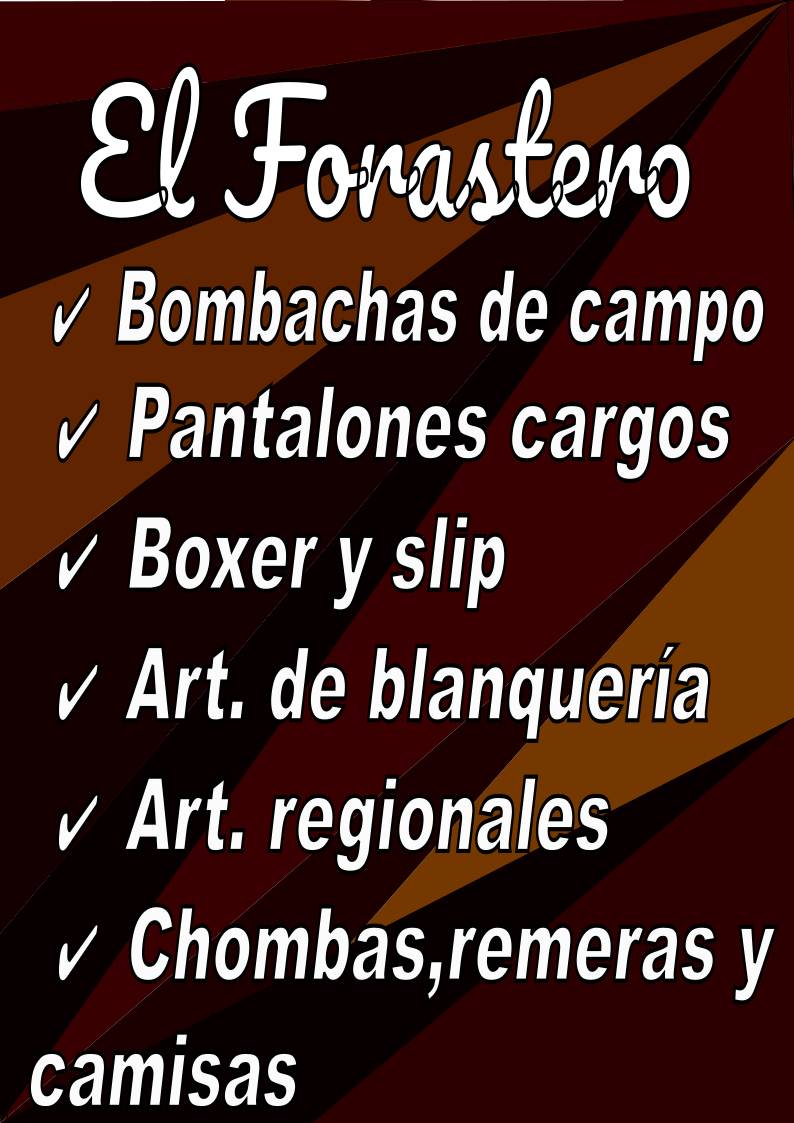 El Forastero
✓ Bombachas de campo
✓ Pantalones cargos
✓ Boxer y slip
✓ Art. de blanquería
✓ Art. regionales
✓ Chombas,remeras y
camisas